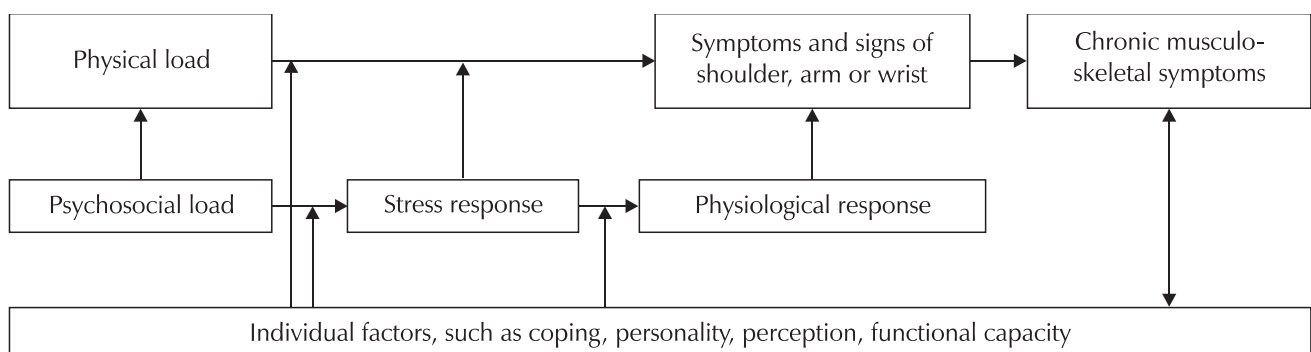 Physical load
Symptoms and signs of
shoulder, arm or wrist
Chronic musculo-
skeletal symptoms
Psychosocial load
Stress response
Physiological response
Individual factors, such as coping, personality, perception, functional capacity